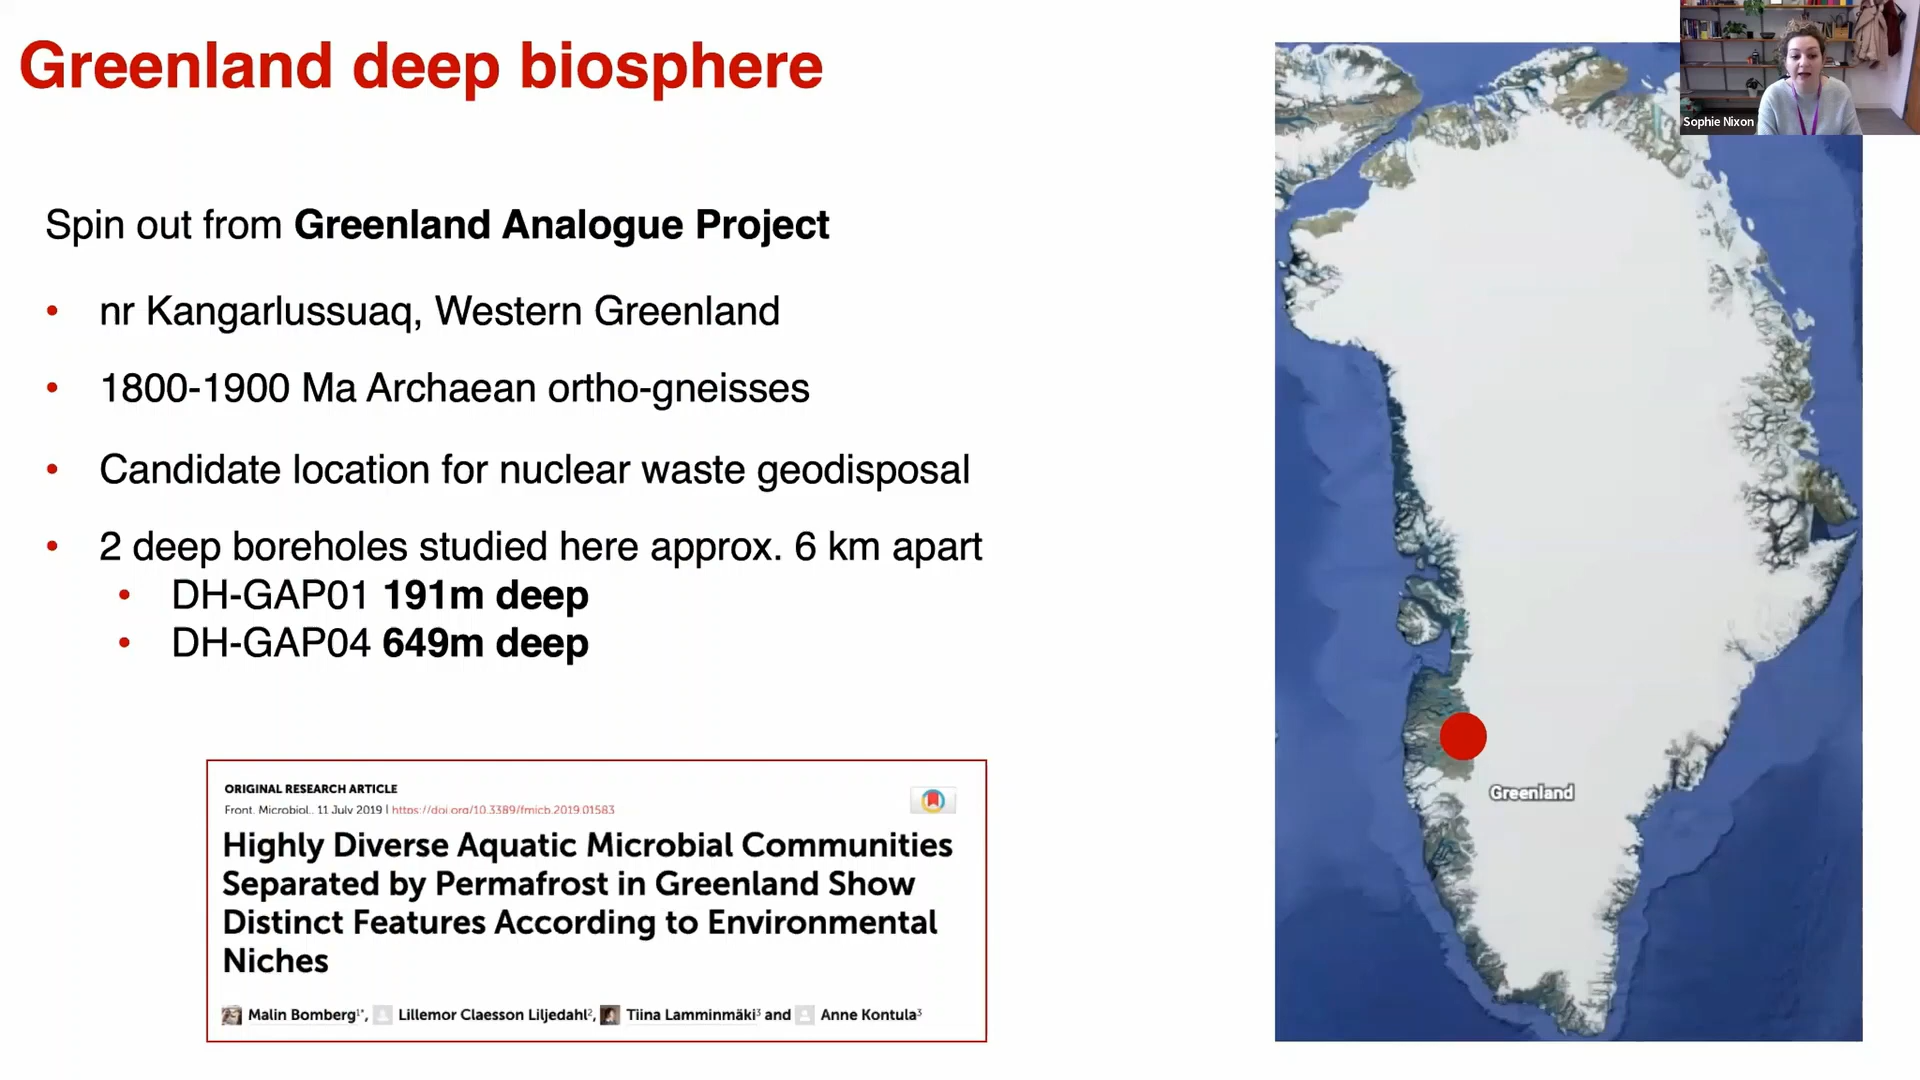 Greenland deep biosphere
Sophie Nixon
Spin out from Greenland Analogue Project
• nr Kangarlussuaq, Western Greenland
• 1800-1900 Ma Archaean ortho-gneisses
• Candidate location for nuclear waste geodisposal
• 2 deep boreholes studied here approx. 6 km apart
• DH-GAP01 191m deep
• DH-GAP04 649m deep
ORIGINAL RESEARCH ARTICLE
Front. Microbiol., 11 July 2019 | https://doi.org/10.3389/fmicb.2019.01583
Highly Diverse Aquatic Microbial Communities
Separated by Permafrost in Greenland Show
Distinct Features According to Environmental
Niches
Malin Bomberg1*, Lillemor Claesson Liljedahl2, Tiina Lamminmäki3 and Anne Kontula3
Greenland